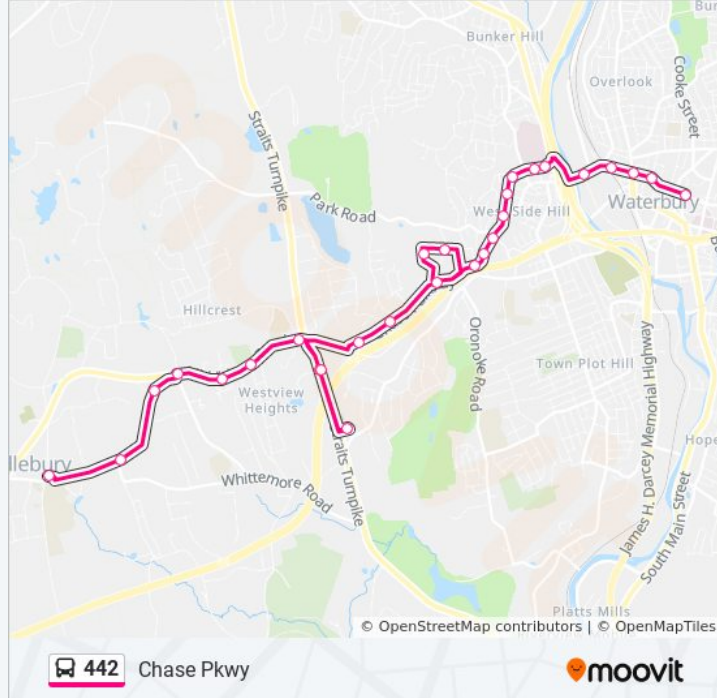 Bunker Hill
Overlook
Cooke Street
Straits Turnpike
Park Road
West Side Hill
Waterbury
Hillcrest
Oronoke Road
Town Plot Hill
Westview
Heights
James H. Darcey Memorial Highway
Hope
llebury
Whittemore Road
Straits Turnpike
South Main Street
Platts Mills
© OpenStreetMap contributors | © OpenMapTiles
442 Chase Pkwy
moovit